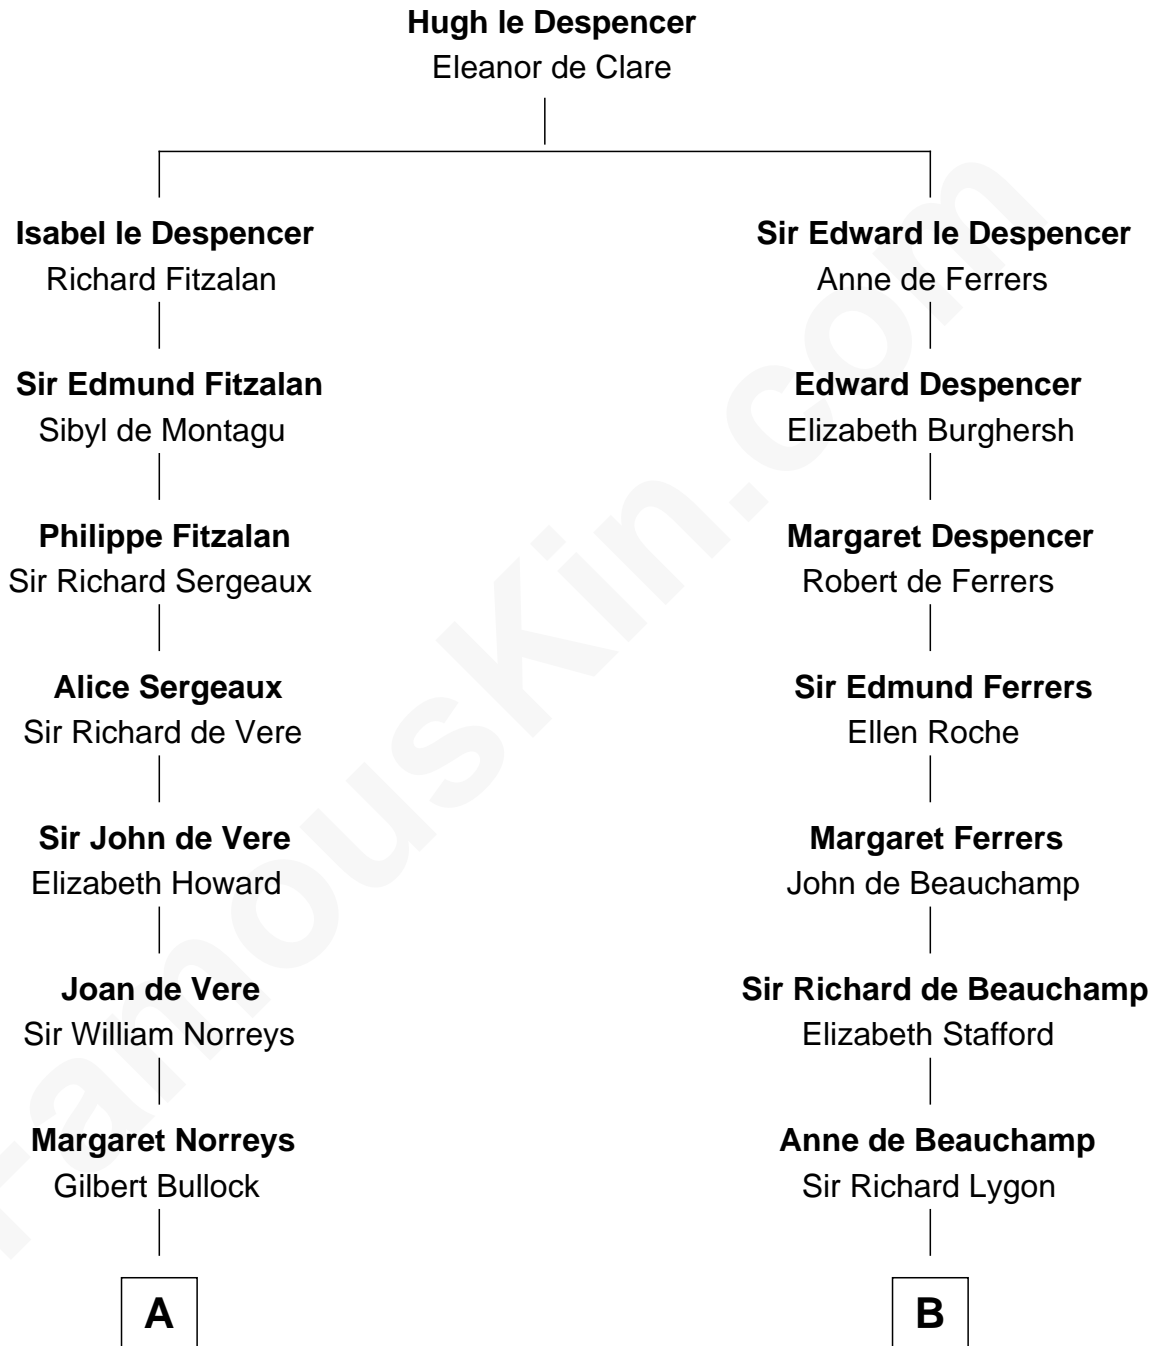 Hugh le Despencer
Eleanor de Clare
Isabel le Despencer
Richard Fitzalan
Sir Edward le Despencer
Anne de Ferrers
Sir Edmund Fitzalan
Sibyl de Montagu
Edward Despencer
Elizabeth Burghersh
Philippe Fitzalan
Sir Richard Sergeaux
Margaret Despencer
Robert de Ferrers
Alice Sergeaux
Sir Richard de Vere
Sir Edmund Ferrers
Ellen Roche
Sir John de Vere
Elizabeth Howard
Margaret Ferrers
John de Beauchamp
Joan de Vere
Sir William Norreys
Sir Richard de Beauchamp
Elizabeth Stafford
Margaret Norreys
Gilbert Bullock
Anne de Beauchamp
Sir Richard Lygon
A
B
FamousKin.com